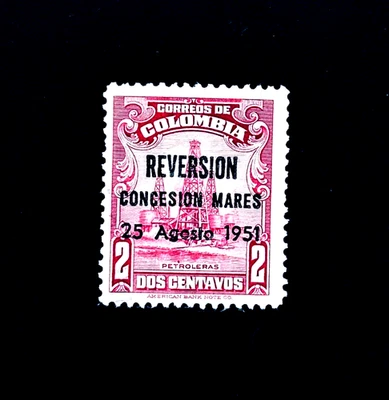 CORREOS DE
COLOMBIA
REVERSION
CONCESION MARES
25 Agosto 1951
PETROLERAS
2 DOS CENTAVOS 2
AMERICAN BANK NOTE CO.